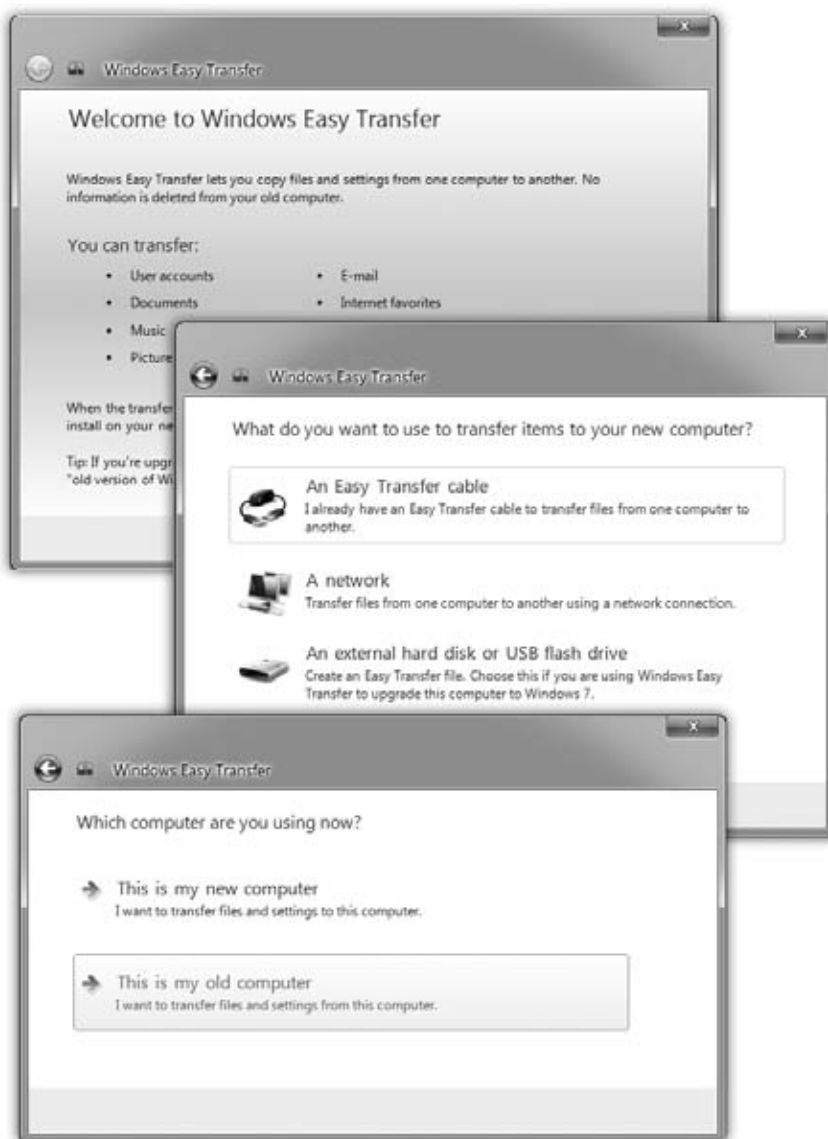 Windows Easy Transfer
Welcome to Windows Easy Transfer
Windows Easy Transfer lets you copy files and settings from one computer to another. No
information is deleted from your old computer.
You can transfer:
• User accounts
• E-mail
• Documents
• Internet favorites
• Music
• Picture
When the transfer
install on your ne
Tip: If you're upgr
"old version of Wi
Windows Easy Transfer
What do you want to use to transfer items to your new computer?
An Easy Transfer cable
I already have an Easy Transfer cable to transfer files from one computer to
another.
A network
Transfer files from one computer to another using a network connection.
An external hard disk or USB flash drive
Create an Easy Transfer file. Choose this if you are using Windows Easy
Transfer to upgrade this computer to Windows 7.
Windows Easy Transfer
Which computer are you using now?
This is my new computer
I want to transfer files and settings to this computer.
This is my old computer
I want to transfer files and settings from this computer.